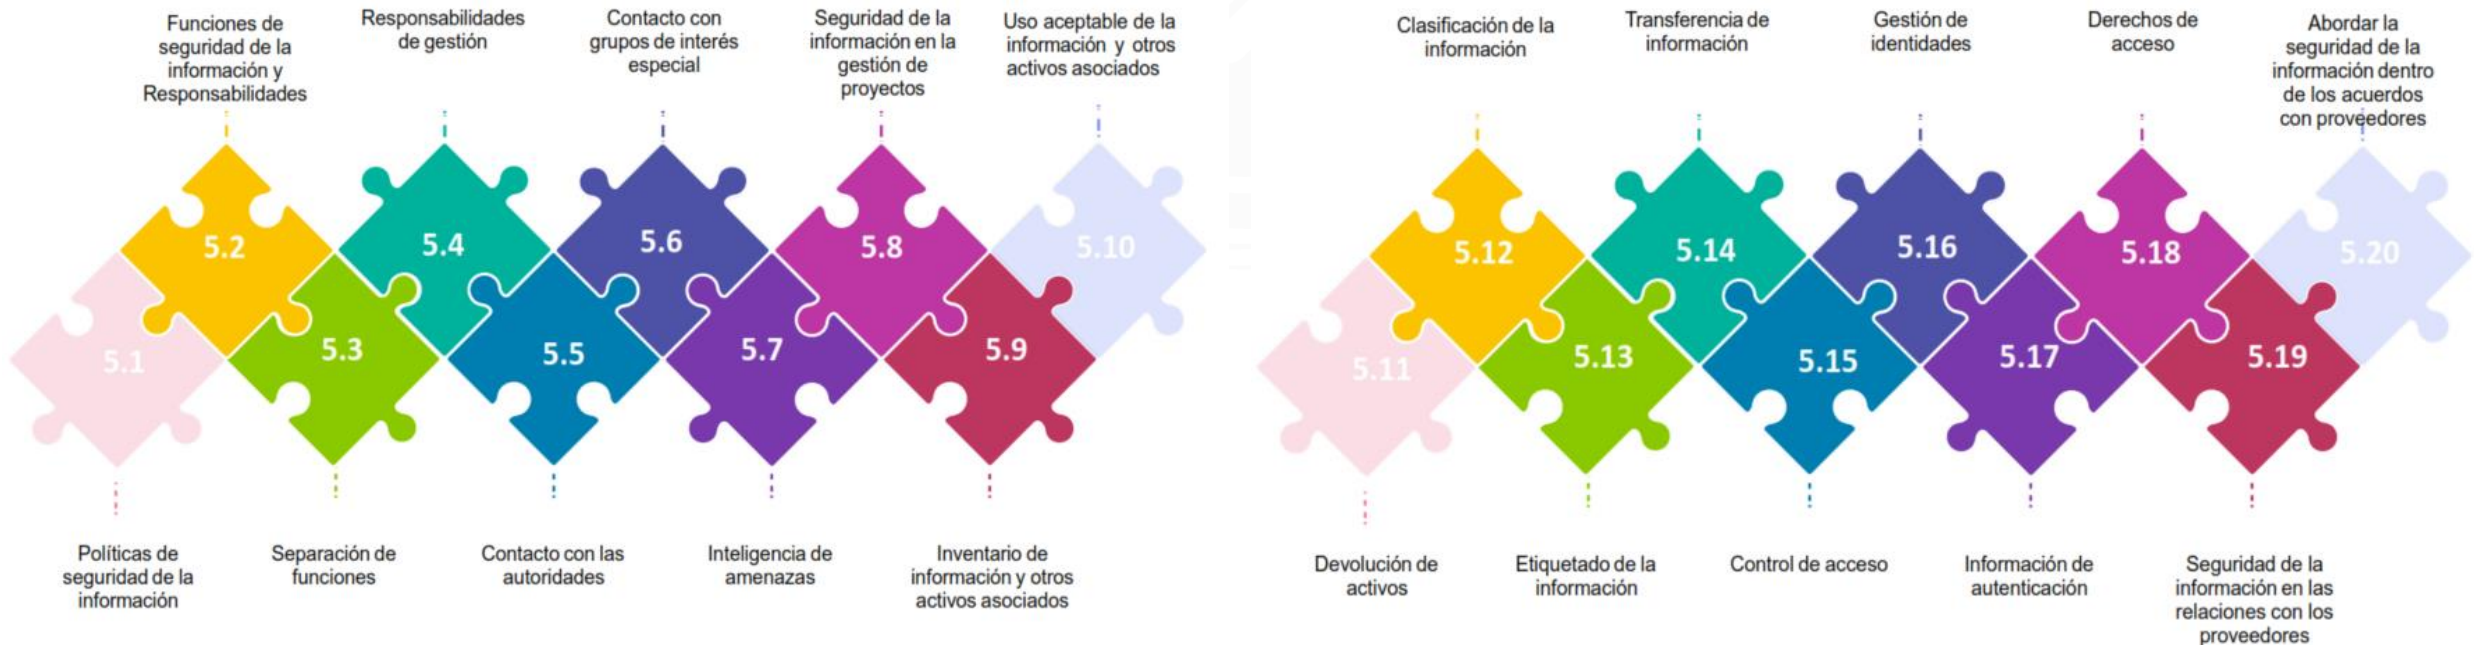 Funciones de
seguridad de la
información y
Responsabilidades
Responsabilidades
de gestión
Contacto con
grupos de interés
especial
Seguridad de la
información en la
gestión de
proyectos
Uso aceptable de la
información y otros
activos asociados
5.1
5.2
5.3
5.4
5.5
5.6
5.7
5.8
5.9
5.10
Políticas de
seguridad de la
información
Separación de
funciones
Contacto con las
autoridades
Inteligencia de
amenazas
Inventario de
información y otros
activos asociados
Clasificación de la
información
Transferencia de
información
Gestión de
identidades
Derechos de
acceso
Abordar la
seguridad de la
información dentro
de los acuerdos
con proveedores
5.11
5.12
5.13
5.14
5.15
5.16
5.17
5.18
5.19
5.20
Devolución de
activos
Etiquetado de la
información
Control de acceso
Información de
autenticación
Seguridad de la
información en las
relaciones con los
proveedores